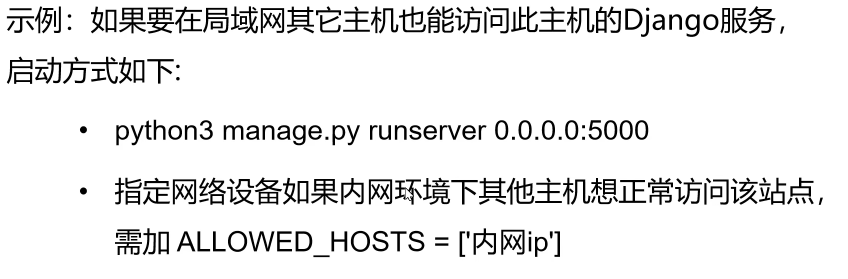 示例：如果要在局域网其它主机也能访问此主机的Django服务，
启动方式如下:
• python3 manage.py runserver 0.0.0.0:5000
• 指定网络设备如果内网环境下其他主机想正常访问该站点，
需加 ALLOWED_HOSTS = ['内网ip']